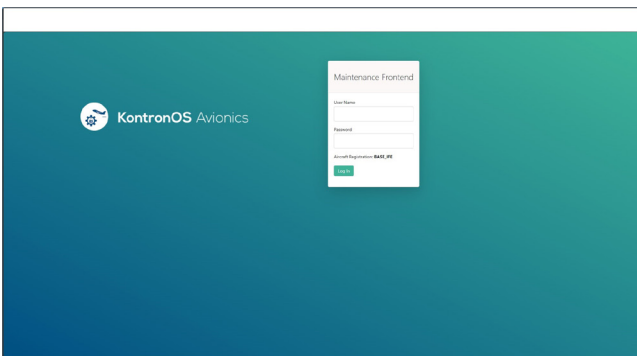 KontronOS Avionics
Maintenance Frontend
User Name
Password
Aircraft Registration: BASE_IFE
Log In